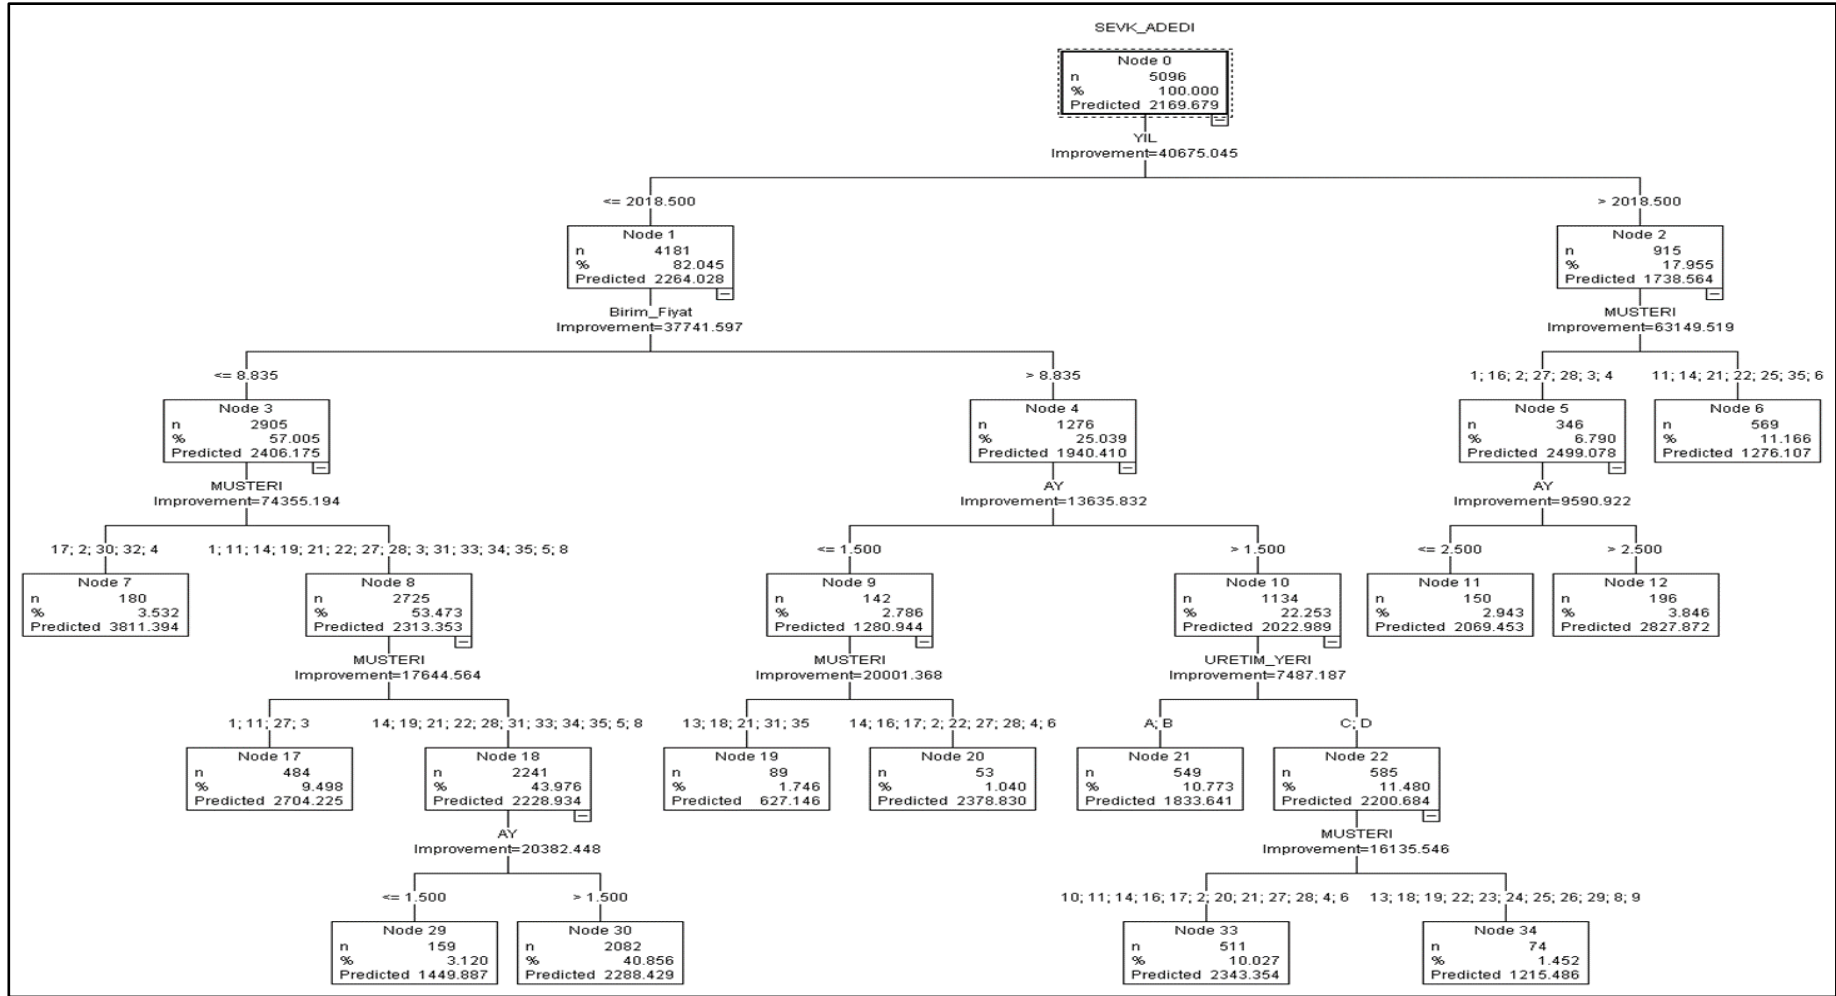 SEVK_ADEDI
Node 0
n 5096
% 100.000
Predicted 2169.679
YIL
Improvement=40675.045
<= 2018.500
> 2018.500
Node 1
n 4181
% 82.045
Predicted 2264.028
Node 2
n 915
% 17.955
Predicted 1738.564
Birim_Fiyat
Improvement=37741.597
MUSTERI
Improvement=63149.519
<= 8.835
> 8.835
1; 16; 2; 27; 28; 3; 4
11; 14; 21; 22; 25; 35; 6
Node 3
n 2905
% 57.005
Predicted 2406.175
Node 4
n 1276
% 25.039
Predicted 1940.410
Node 5
n 346
% 6.790
Predicted 2499.078
Node 6
n 569
% 11.166
Predicted 1276.107
MUSTERI
Improvement=74355.194
AY
Improvement=13635.832
AY
Improvement=9590.922
17; 2; 30; 32; 4
1; 11; 14; 19; 21; 22; 27; 28; 3; 31; 33; 34; 35; 5; 8
<= 1.500
> 1.500
<= 2.500
> 2.500
Node 7
n 180
% 3.532
Predicted 3811.394
Node 8
n 2725
% 53.473
Predicted 2313.353
Node 9
n 142
% 2.786
Predicted 1280.944
Node 10
n 1134
% 22.253
Predicted 2022.989
Node 11
n 150
% 2.943
Predicted 2069.453
Node 12
n 196
% 3.846
Predicted 2827.872
MUSTERI
Improvement=17644.564
MUSTERI
Improvement=20001.368
URETIM_YERI
Improvement=7487.187
1; 11; 27; 3
14; 19; 21; 22; 28; 31; 33; 34; 35; 5; 8
13; 18; 21; 31; 35
14; 16; 17; 2; 22; 27; 28; 4; 6
A; B
C; D
Node 17
n 484
% 9.498
Predicted 2704.225
Node 18
n 2241
% 43.976
Predicted 2228.934
Node 19
n 89
% 1.746
Predicted 627.146
Node 20
n 53
% 1.040
Predicted 2378.830
Node 21
n 549
% 10.773
Predicted 1833.641
Node 22
n 585
% 11.480
Predicted 2200.684
AY
Improvement=20382.448
MUSTERI
Improvement=16135.546
<= 1.500
> 1.500
10; 11; 14; 16; 17; 2; 20; 21; 27; 28; 4; 6
13; 18; 19; 22; 23; 24; 25; 26; 29; 8; 9
Node 29
n 159
% 3.120
Predicted 1449.887
Node 30
n 2082
% 40.856
Predicted 2288.429
Node 33
n 511
% 10.027
Predicted 2343.354
Node 34
n 74
% 1.452
Predicted 1215.486